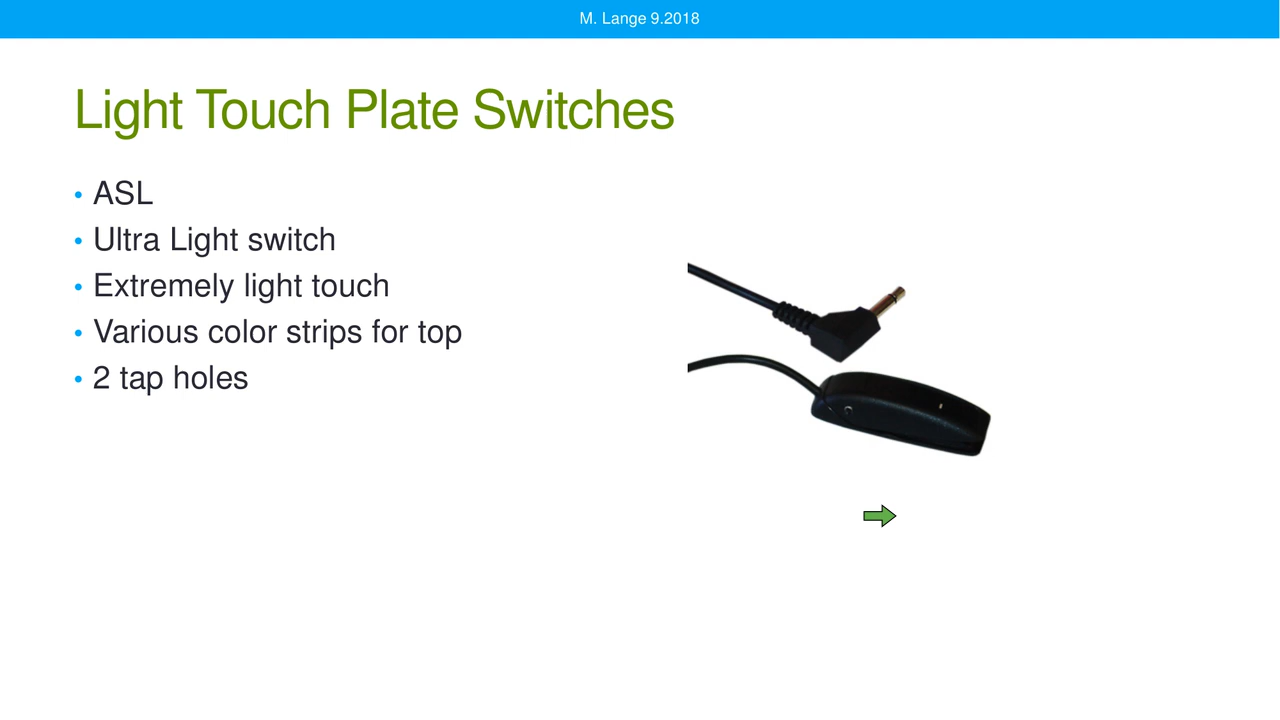 M. Lange 9.2018
Light Touch Plate Switches
• ASL
• Ultra Light switch
• Extremely light touch
• Various color strips for top
• 2 tap holes